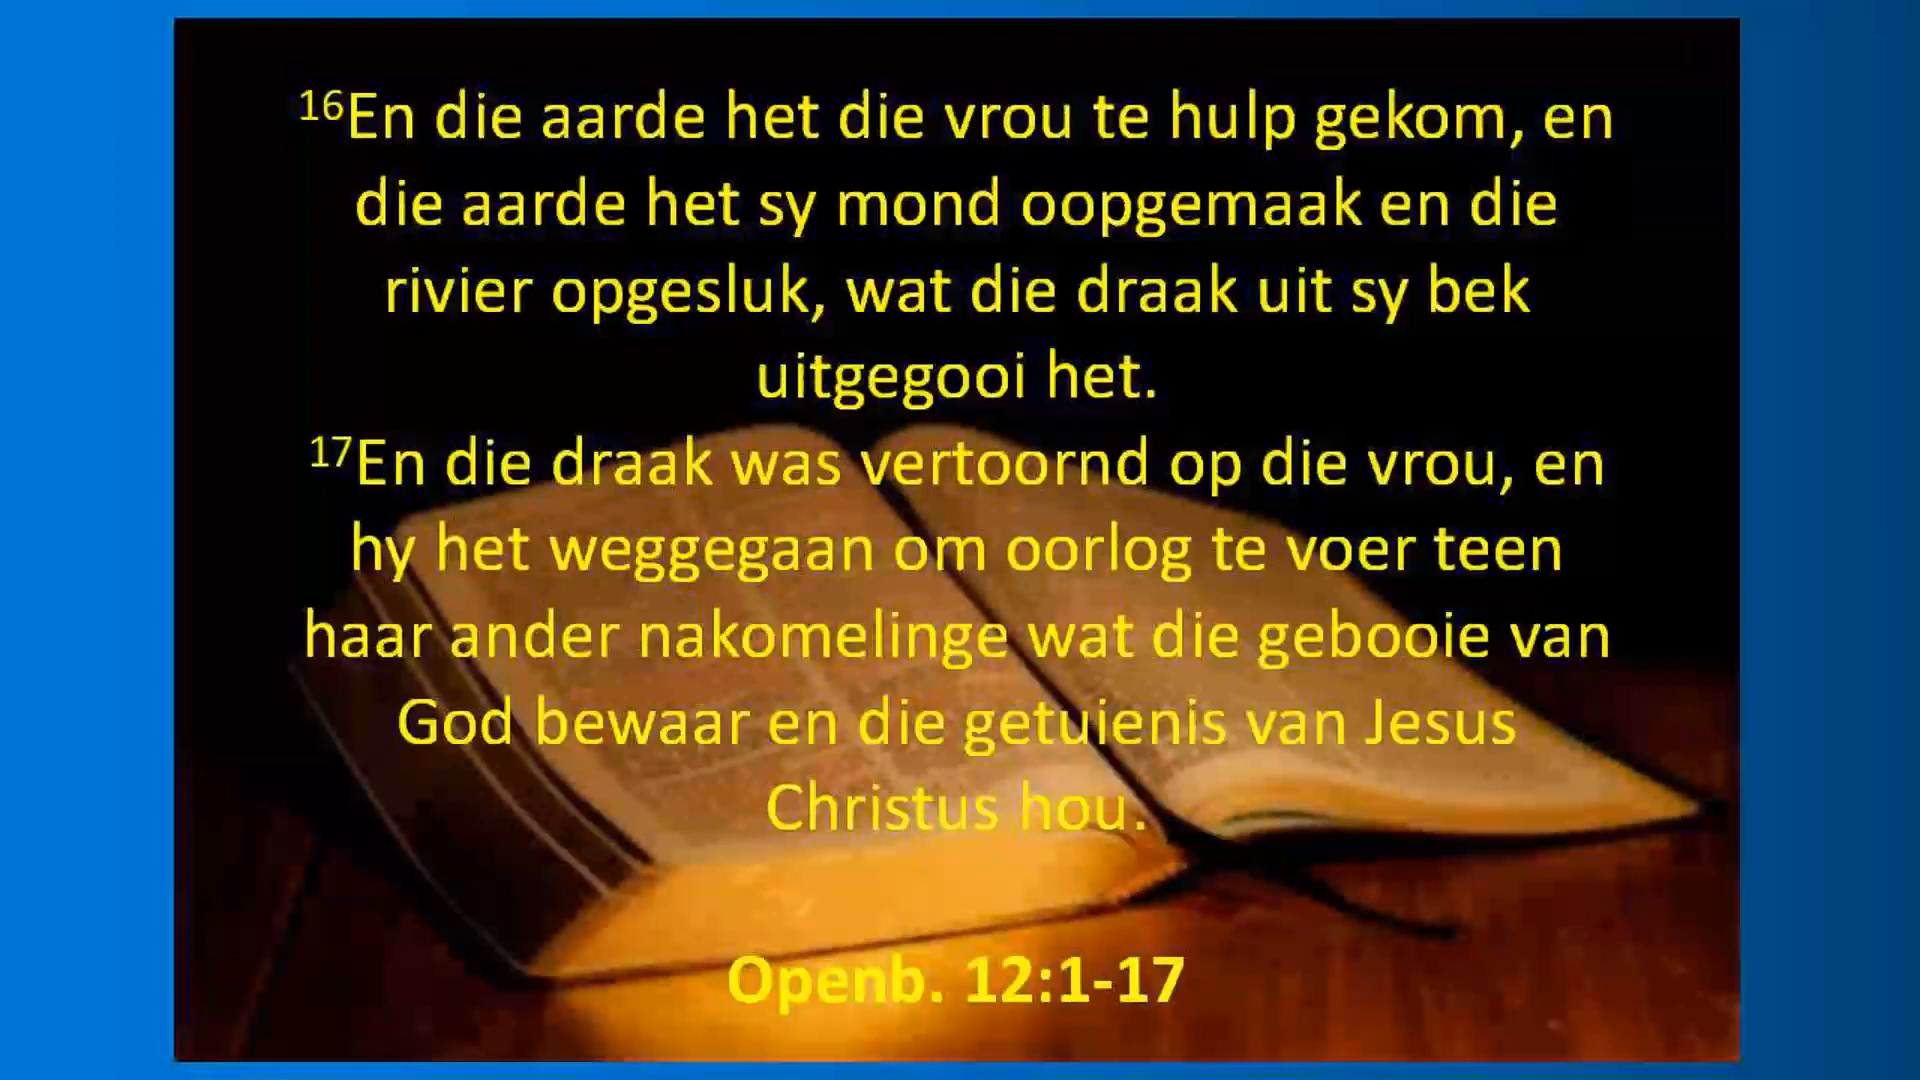 16En die aarde het die vrou te hulp gekom, en
die aarde het sy mond oopgemaak en die
rivier opgesluk, wat die draak uit sy bek
uitgegooi het.
17En die draak was vertoornd op die vrou, en
hy het weggegaan om oorlog te voer teen
haar ander nakomelinge wat die gebooie van
God bewaar en die getuienis van Jesus
Christus hou.
Openb. 12:1-17